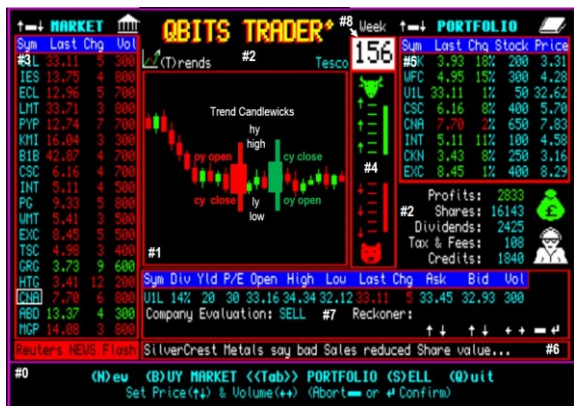 ↑━↓ MARKET
QBITS TRADER+
#8
Week
156
↑━↓ PORTFOLIO
Sym Last Chg Vol
#3 L 33.11 5 300
IES 13.75 4 800
ECL 12.96 5 700
LMT 33.71 3 800
PYP 12.74 7 700
KMI 16.04 3 300
B1B 42.87 4 700
CSC 6.16 4 700
INT 5.11 4 500
PG 9.33 5 800
WMT 5.41 3 500
EXC 8.45 5 500
TSC 4.98 3 400
GRG 3.73 9 600
HTG 3.41 12 200
CNA 7.70 6 800
ABD 13.37 4 300
MGP 14.08 3 800
Reuters NEWS Flash
(T)rends
#2
Tesco
Trend Candlewicks
hy
high
cy open
cy close
cy close
oy open
ly
low
#1
#4
Sym Last Chg Stock Price
#5 K 3.93 18% 200 3.31
WFC 4.95 15% 300 4.28
U1L 33.11 1% 50 32.62
CSC 6.16 8% 400 5.70
CNA 7.70 2% 650 7.83
INT 5.11 11% 100 4.58
CKN 3.43 8% 250 3.16
EXC 8.45 1% 400 8.29
Profits: 2833
#2 Shares: 16143
Dividends: 2425
Tax & Fees: 108
Credits: 1840
£
Sym Div Yld P/E Open High Low Last Chg Ask Bid Vol
U1L 14% 20 30 33.16 34.34 32.12 33.11 5 33.45 32.93 300
Company Evaluation: SELL #7 Reckoner:
↑↓ ↑↓ ←→ ━ ↵
SilverCrest Metals say bad Sales reduced Share value... #6
#0
(N)ew (B)UY MARKET <<Tab>> PORTFOLIO (S)ELL (Q)uit
Set Price(↑↓) & Volume(↔) (Abort━ or ↵ Confirm)